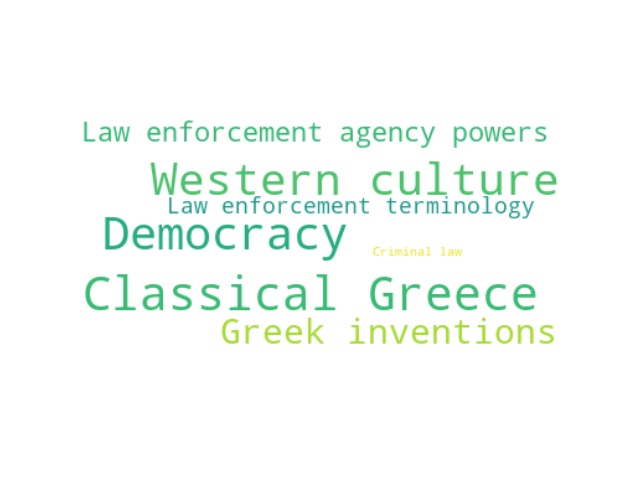 Law enforcement agency powers
Western culture
Law enforcement terminology
Democracy
Criminal law
Classical Greece
Greek inventions